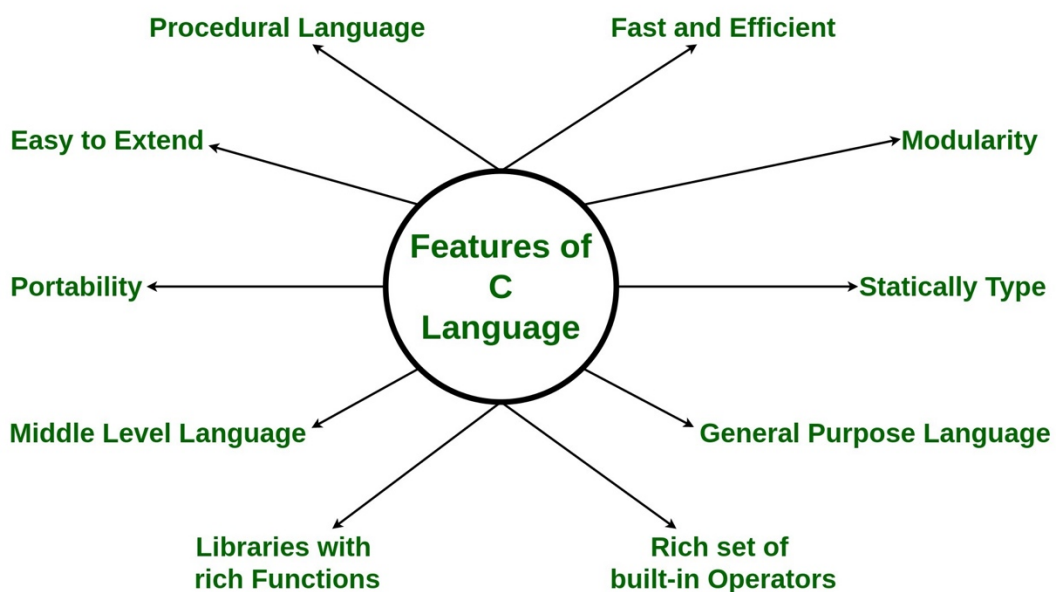 Procedural Language
Fast and Efficient
Easy to Extend
Modularity
Features of
C
Language
Portability
Statically Type
Middle Level Language
General Purpose Language
Libraries with
rich Functions
Rich set of
built-in Operators